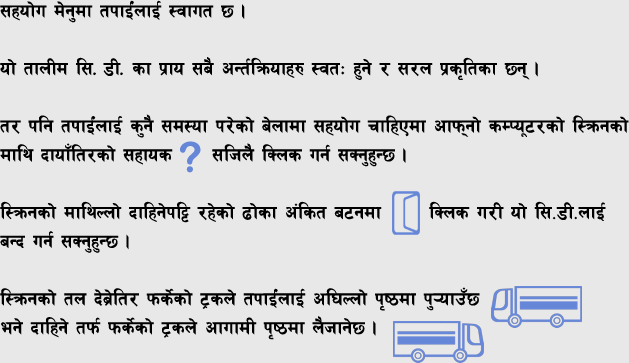 सहयोग मेनुमा तपाईंलाई स्वागत छ ।
यो तालीम सि. डी. का प्राय सबै अर्न्तक्रियाहरु स्वतः हुने र सरल प्रकृतिका छन् ।
तर पनि तपाईंलाई कुनै समस्या परेको बेलामा सहयोग चाहिएमा आफ्नो कम्प्यूटरको स्क्रिनको
माथि दायाँतिरको सहायक ? सजिलै क्लिक गर्न सक्नुहुन्छ ।
स्क्रिनको माथिल्लो दाहिनेपट्टि रहेको ढोका अंकित बटनमा क्लिक गरी यो सि.डी.लाई
बन्द गर्न सक्नुहुन्छ ।
स्क्रिनको तल देब्रेतिर फर्केको ट्रकले तपाईंलाई अघिल्लो पृष्ठमा पुऱ्याउँछ
भने दाहिने तर्फ फर्केको ट्रकले आगामी पृष्ठमा लैजानेछ ।